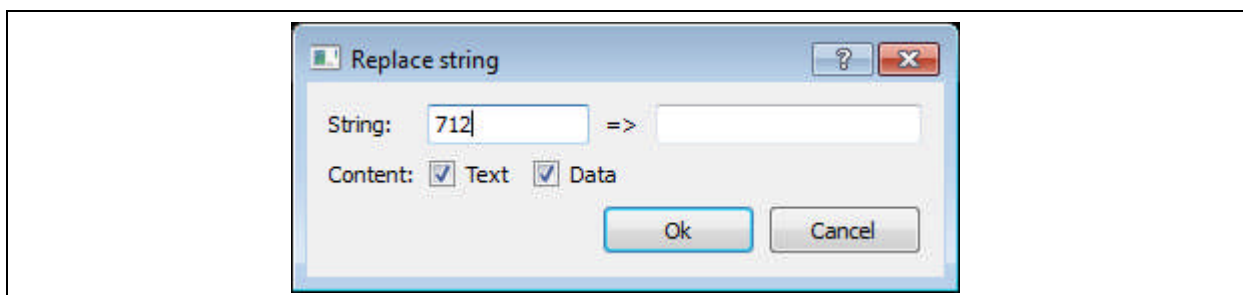 Replace string
String: 712 =>
Content: Text Data
Ok Cancel